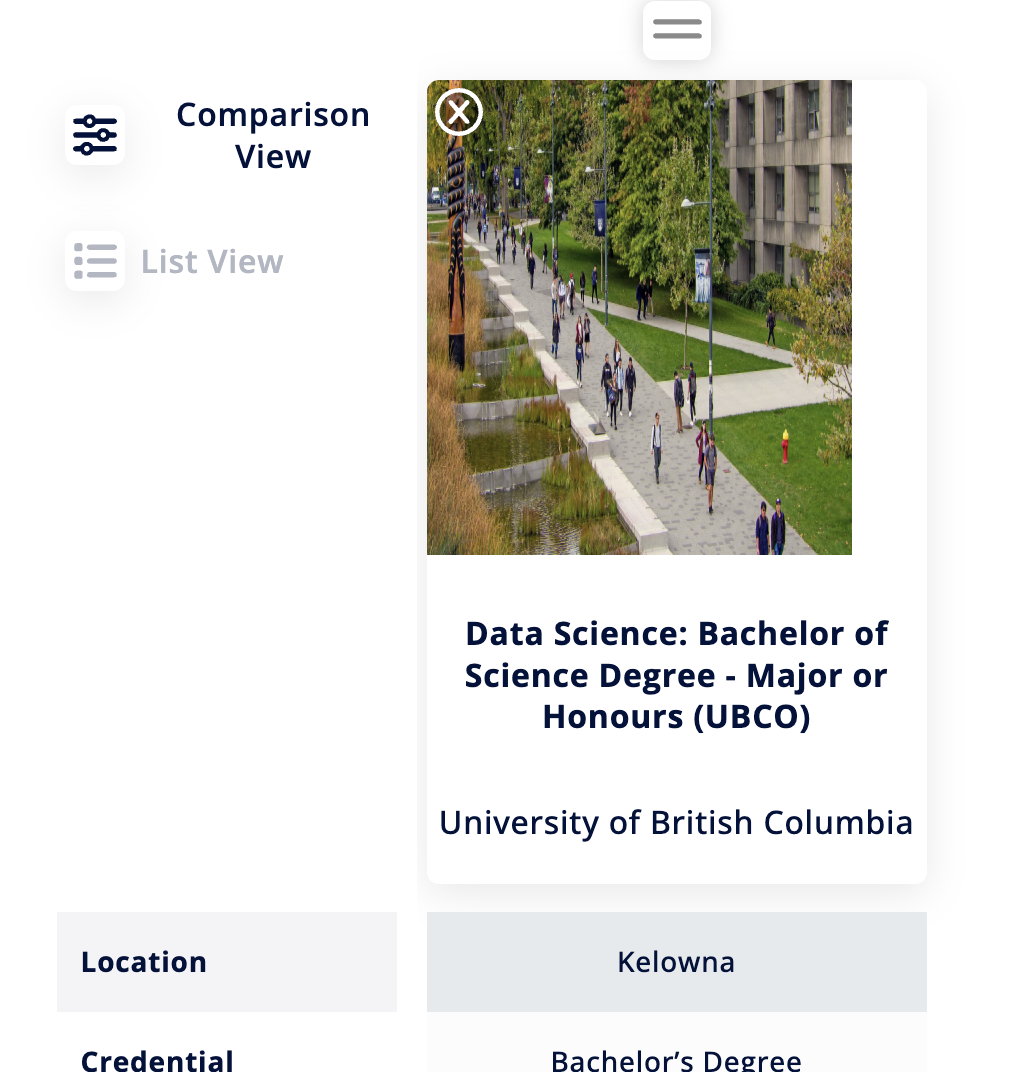 Comparison
View
List View
Data Science: Bachelor of
Science Degree - Major or
Honours (UBCO)
University of British Columbia
Location
Kelowna
Credential
Bachelor’s Degree